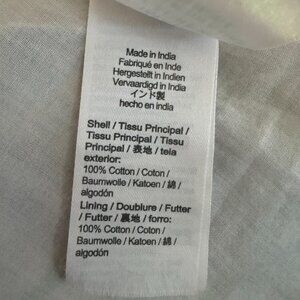 Made in India
Fabriqué en Inde
Hergestellt in Indien
Vervaardigd in India
インド製
hecho en india
Shell / Tissu Principal /
Tissu Principal / Tissu
Principal / 表地 / tela
exterior:
100% Cotton / Coton /
Baumwolle / Katoen / 綿 /
algodón
Lining / Doublure / Futter
/ Futter / 裏地 / forro:
100% Cotton / Coton /
Baumwolle / Katoen / 綿 /
algodón